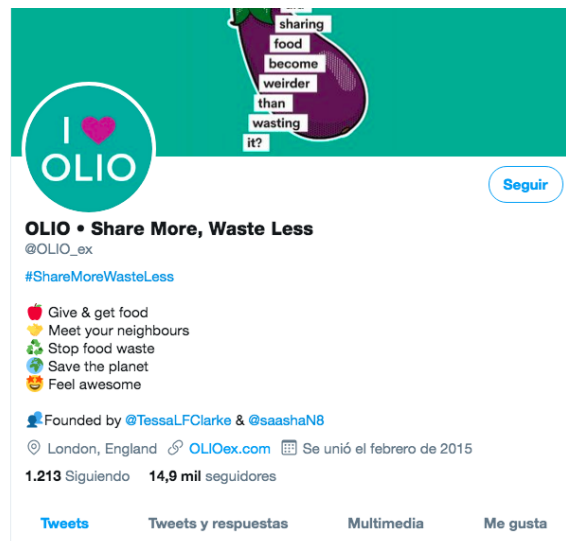 sharing
food
become
weirder
than
wasting
it?
I
OLIO
Seguir
OLIO • Share More, Waste Less
@OLIO_ex
#ShareMoreWasteLess
Give & get food
Meet your neighbours
Stop food waste
Save the planet
Feel awesome
Founded by @TessaLFClarke & @saashaN8
London, England OLIOex.com Se unió el febrero de 2015
1.213 Siguiendo 14,9 mil seguidores
Tweets Tweets y respuestas Multimedia Me gusta